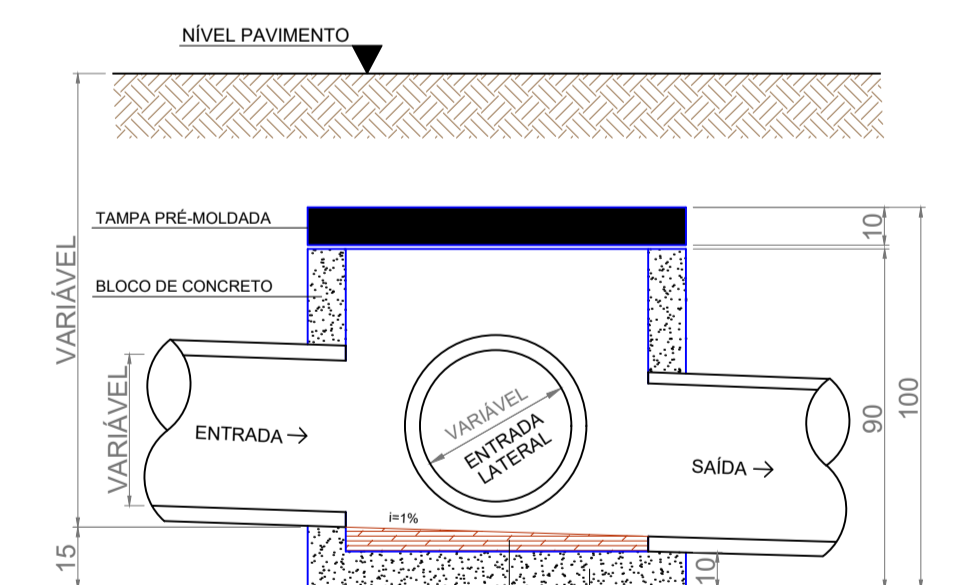 NÍVEL PAVIMENTO
TAMPA PRÉ-MOLDADA
10
BLOCO DE CONCRETO
VARIÁVEL
VARIÁVEL
ENTRADA
VARIÁVEL
ENTRADA
LATERAL
SAÍDA
90
100
i=1%
15
10